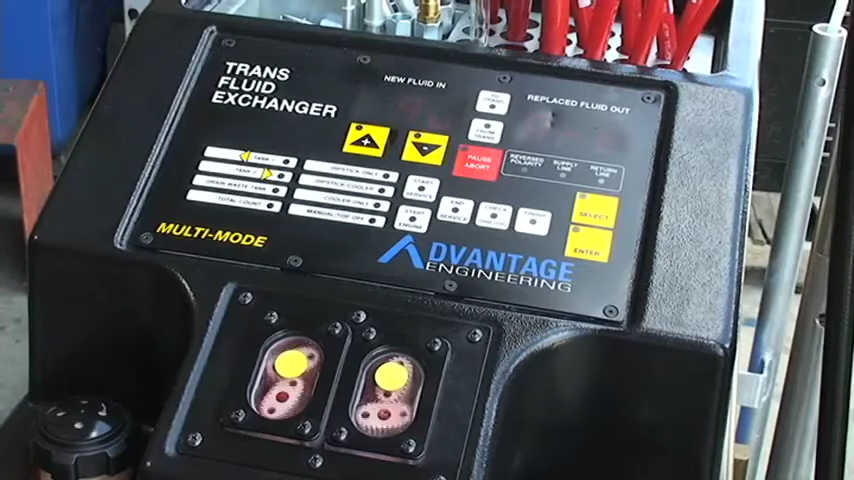 TRANS
FLUID
EXCHANGER
NEW FLUID IN
REPLACED FLUID OUT
TO
TRANS
FROM
TRANS
PAUSE
ABORT
REVERSED
POLARITY
SUPPLY
LINE
RETURN
LINE
TANK 1
TANK 2
DRAIN WASTE TANK
TOTAL COUNT
DIPSTICK ONLY
DIPSTICK/COOLER
COOLER ONLY
MANUAL-TOP OFF
START
SERVICE
START
ENGINE
END
SERVICE
CHECK
FINISH
SELECT
ENTER
MULTI-MODE
ADVANTAGE
ENGINEERING